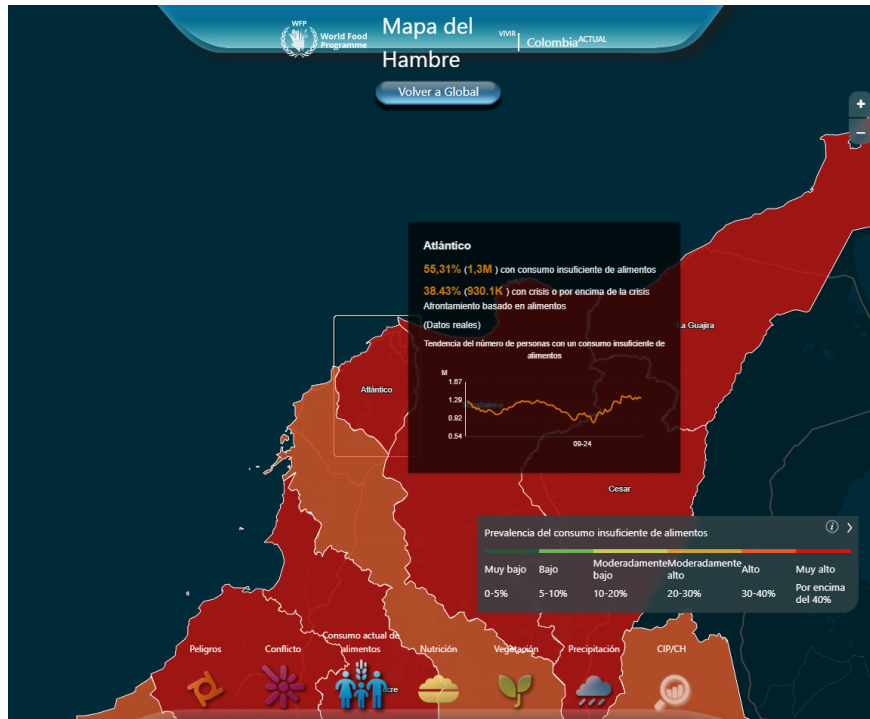 WFP
World Food
Programme
Mapa del
Hambre
VIVIR
Colombia ACTUAL
Volver a Global
+
−
Atlántico
55,31% (1,3M ) con consumo insuficiente de alimentos
38.43% (930.1K ) con crisis o por encima de la crisis
Afrontamiento basado en alimentos
(Datos reales)
Tendencia del número de personas con un consumo insuficiente de
alimentos
M
1.67
1.29
0.92
0.54
09-24
La Guajira
Atlántico
Cesar
Prevalencia del consumo insuficiente de alimentos
Muy bajo Bajo Moderadamente bajo Moderadamente alto Alto Muy alto
0-5% 5-10% 10-20% 20-30% 30-40% Por encima del 40%
Peligros Conflicto Consumo actual de alimentos Nutrición Vegetación Precipitación CIP/CH